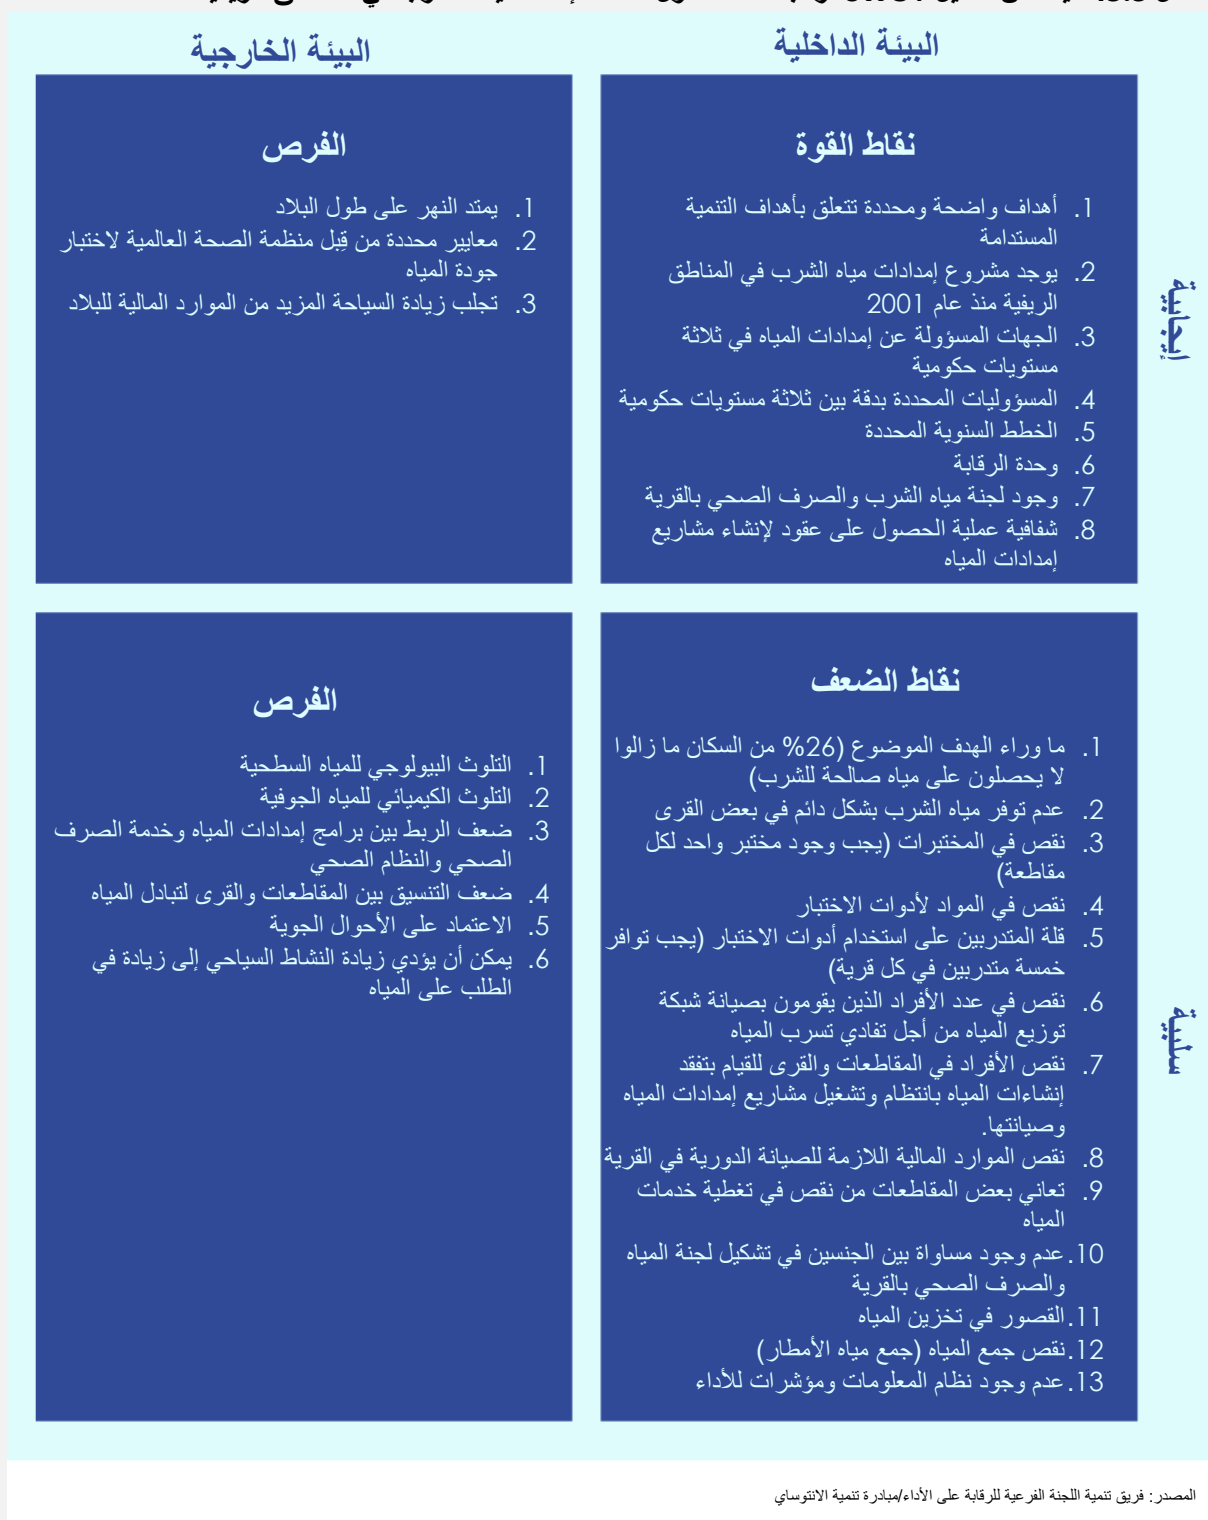 البيئة الداخلية
البيئة الخارجية
إيجابية
نقاط القوة
1. أهداف واضحة ومحددة تتعلق بأهداف التنمية
المستدامة
2. يوجد مشروع إمدادات مياه الشرب في المناطق
الريفية منذ عام 2001
3. الجهات المسؤولة عن إمدادات المياه في ثلاثة
مستويات حكومية
4. المسؤوليات المحددة بدقة بين ثلاثة مستويات حكومية
5. الخطط السنوية المحددة
6. وحدة الرقابة
7. وجود لجنة مياه الشرب والصرف الصحي بالقرية
8. شفافية عملية الحصول على عقود لإنشاء مشاريع
إمدادات المياه
الفرص
1. يمتد النهر على طول البلاد
2. معايير محددة من قِبل منظمة الصحة العالمية لاختبار
جودة المياه
3. تجلب زيادة السياحة المزيد من الموارد المالية للبلاد
سلبية
نقاط الضعف
1. ما وراء الهدف الموضوع (26% من السكان ما زالوا
لا يحصلون على مياه صالحة للشرب)
2. عدم توفر مياه الشرب بشكل دائم في بعض القرى
3. نقص في المختبرات (يجب وجود مختبر واحد لكل
مقاطعة)
4. نقص في المواد لأدوات الاختبار
5. قلة المتدربين على استخدام أدوات الاختبار (يجب توافر
خمسة متدربين في كل قرية)
6. نقص في عدد الأفراد الذين يقومون بصيانة شبكة
توزيع المياه من أجل تفادي تسرب المياه
7. نقص الأفراد في المقاطعات والقرى للقيام بتفقد
إنشاءات المياه بانتظام وتشغيل مشاريع إمدادات المياه
وصيانتها.
8. نقص الموارد المالية اللازمة للصيانة الدورية في القرية
9. تعاني بعض المقاطعات من نقص في تغطية خدمات
المياه
10. عدم وجود مساواة بين الجنسين في تشكيل لجنة المياه
والصرف الصحي بالقرية
11. القصور في تخزين المياه
12. نقص جمع المياه (جمع مياه الأمطار)
13. عدم وجود نظام المعلومات ومؤشرات للأداء
الفرص
1. التلوث البيولوجي للمياه السطحية
2. التلوث الكيميائي للمياه الجوفية
3. ضعف الربط بين برامج إمدادات المياه وخدمة الصرف
الصحي والنظام الصحي
4. ضعف التنسيق بين المقاطعات والقرى لتبادل المياه
5. الاعتماد على الأحوال الجوية
6. يمكن أن يؤدي زيادة النشاط السياحي إلى زيادة في
الطلب على المياه
المصدر: فريق تنمية اللجنة الفرعية للرقابة على الأداء/مبادرة تنمية الانتوساي